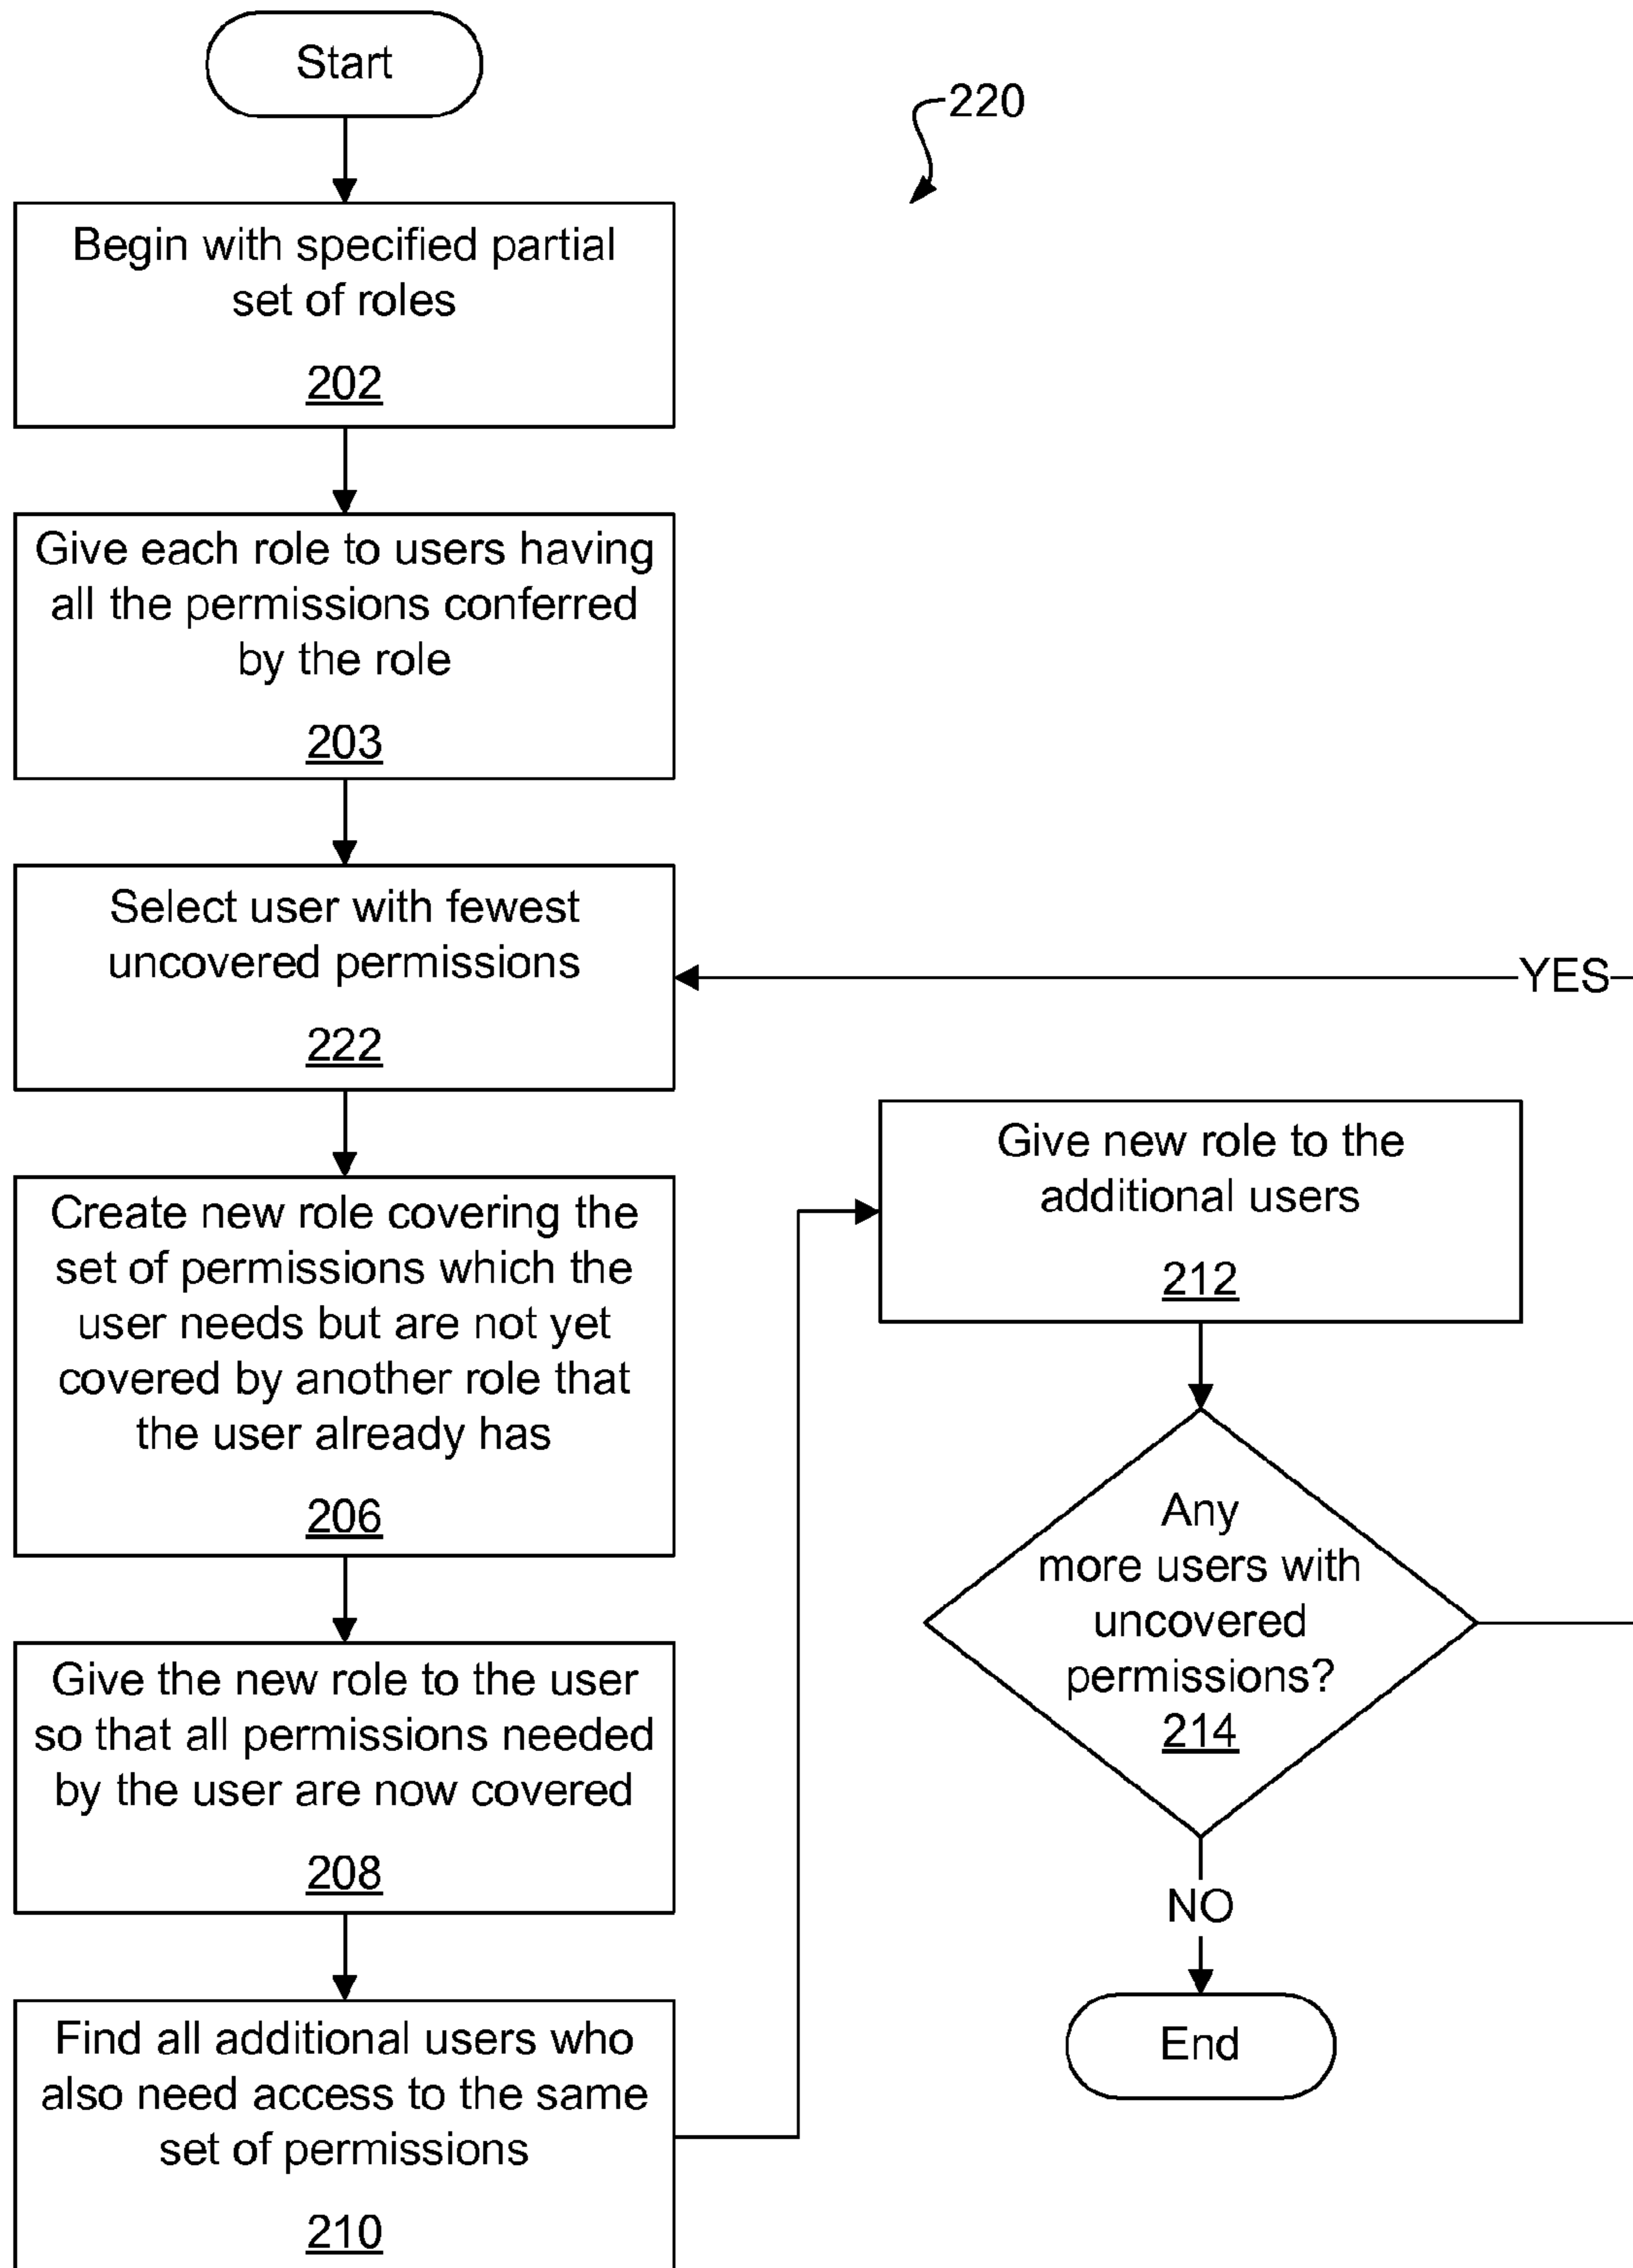 Start
220
Begin with specified partial
set of roles
202
Give each role to users having
all the permissions conferred
by the role
203
Select user with fewest
uncovered permissions
222
YES
Create new role covering the
set of permissions which the
user needs but are not yet
covered by another role that
the user already has
206
Give the new role to the user
so that all permissions needed
by the user are now covered
208
Find all additional users who
also need access to the same
set of permissions
210
Give new role to the
additional users
212
Any
more users with
uncovered
permissions?
214
NO
End